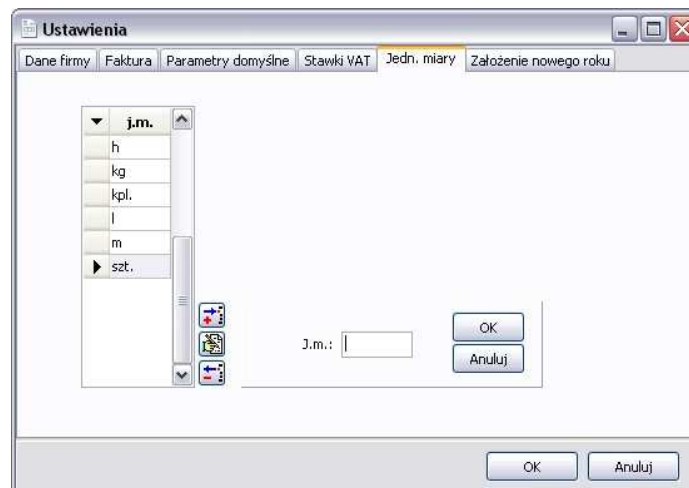 Ustawienia
Dane firmy Faktura Parametry domyślne Stawki VAT Jedn. miary Założenie nowego roku
j.m.
h
kg
kpl.
l
m
szt.
J.m.:
OK
Anuluj
OK Anuluj